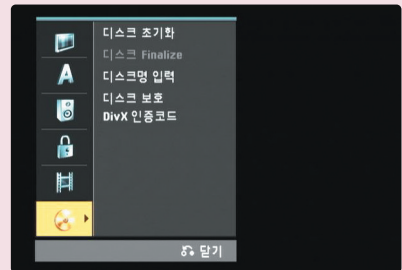 디스크 초기화
디스크 Finalize
디스크명 입력
디스크 보호
DivX 인증코드
A
닫기